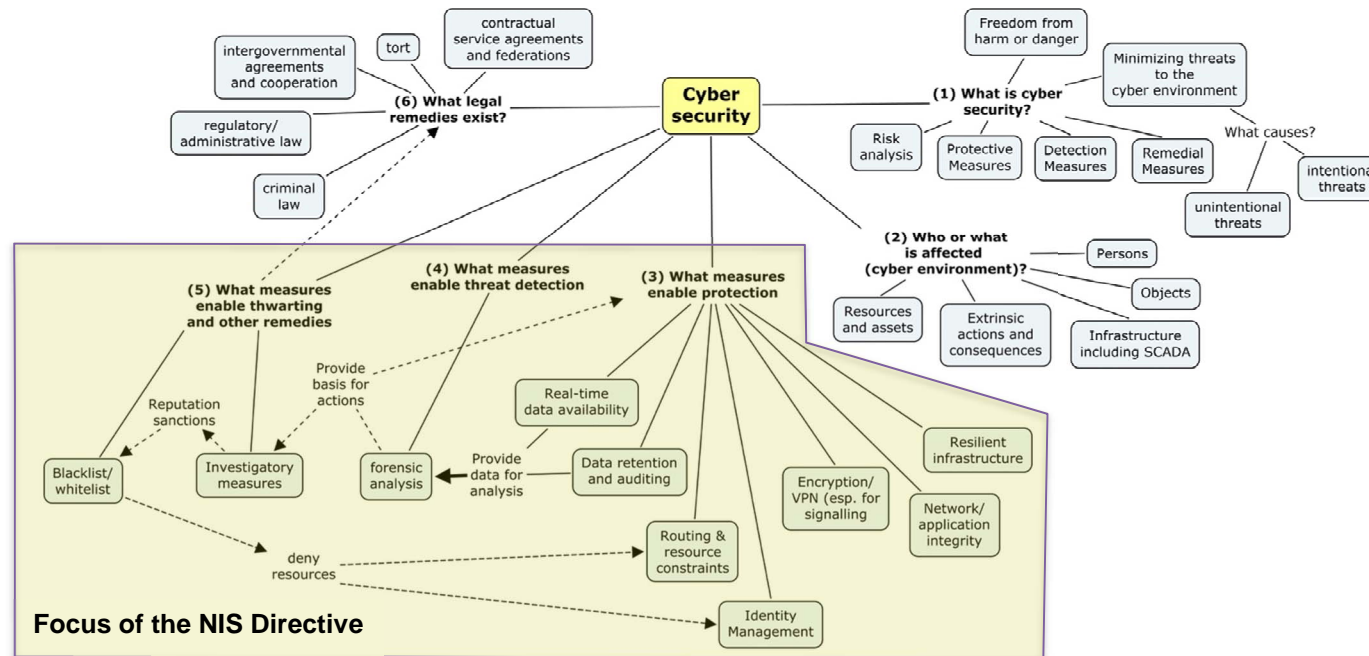 contractual
service agreements
and federations
tort
intergovernmental
agreements
and cooperation
(6) What legal
remedies exist?
regulatory/
administrative law
criminal
law
Cyber
security
Freedom from
harm or danger
Minimizing threats
to the
cyber environment
(1) What is cyber
security?
Risk
analysis
Protective
Measures
Detection
Measures
Remedial
Measures
What causes?
intentiona
threats
unintentional
threats
(2) Who or what
is affected
(cyber environment)?
Persons
Objects
Resources
and assets
Extrinsic
actions and
consequences
Infrastructure
including SCADA
(5) What measures
enable thwarting
and other remedies
(4) What measures
enable threat detection
(3) What measures
enable protection
Provide
basis for
actions
Reputation
sanctions
Real-time
data availability
Blacklist/
whitelist
Investigatory
measures
forensic
analysis
Provide
data for
analysis
Data retention
and auditing
Encryption/
VPN (esp. for
signalling
Resilient
infrastructure
Network/
application
integrity
deny
resources
Routing &
resource
constraints
Identity
Management
Focus of the NIS Directive